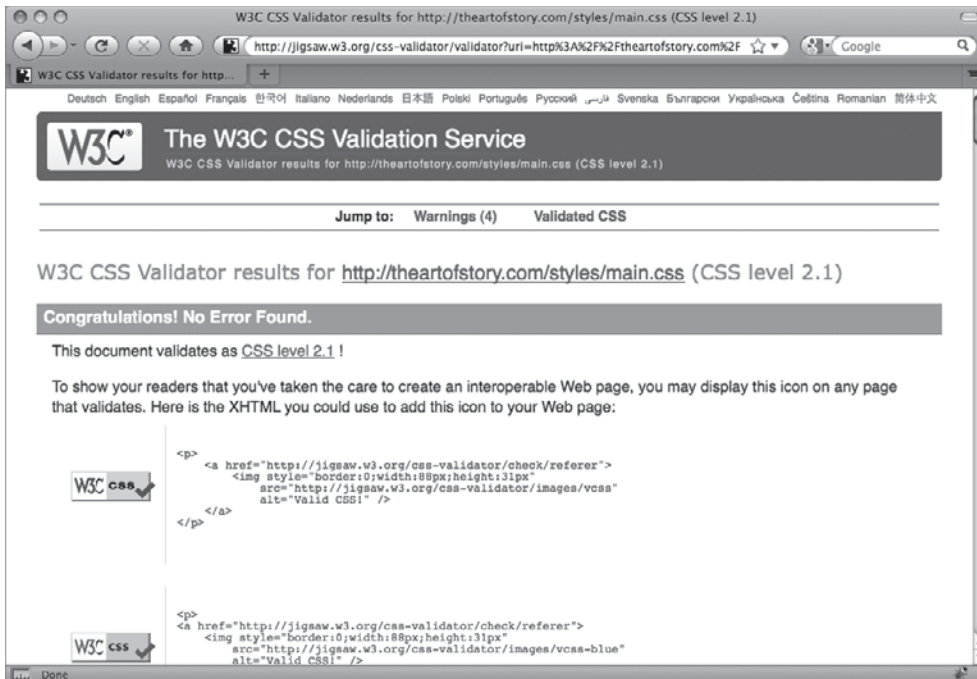 W3C CSS Validator results for http://theartofstory.com/styles/main.css (CSS level 2.1)
http://jigsaw.w3.org/css-validator/validator?uri=http%3A%2F%2Ftheartofstory.com%2F
Google
W3C CSS Validator results for http...
+
Deutsch English Español Français 한국어 Italiano Nederlands 日本語 Polski Português Русский فارسی Svenska Български Українська Čeština Romanian 简体中文
W3C®
The W3C CSS Validation Service
W3C CSS Validator results for http://theartofstory.com/styles/main.css (CSS level 2.1)
Jump to: Warnings (4) Validated CSS
W3C CSS Validator results for http://theartofstory.com/styles/main.css (CSS level 2.1)
Congratulations! No Error Found.
This document validates as CSS level 2.1 !
To show your readers that you've taken the care to create an interoperable Web page, you may display this icon on any page
that validates. Here is the XHTML you could use to add this icon to your Web page:
W3C css
<p>
<a href="http://jigsaw.w3.org/css-validator/check/referer">
<img style="border:0;width:88px;height:31px"
src="http://jigsaw.w3.org/css-validator/images/vcss"
alt="Valid CSS!" />
</a>
</p>
W3C css
<p>
<a href="http://jigsaw.w3.org/css-validator/check/referer">
<img style="border:0;width:88px;height:31px"
src="http://jigsaw.w3.org/css-validator/images/vcss-blue"
alt="Valid CSS!" />
Done